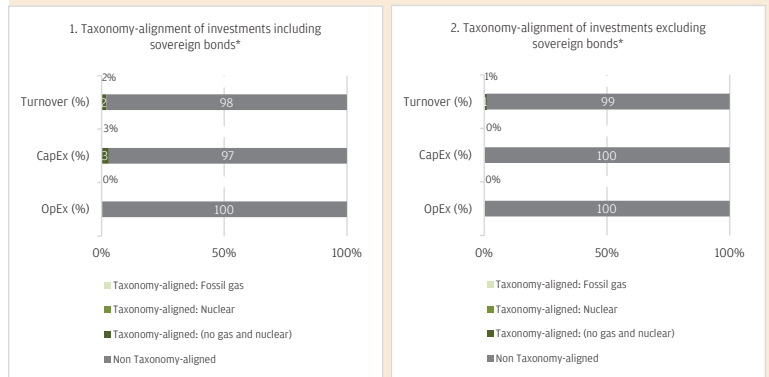 1. Taxonomy-alignment of investments including
sovereign bonds*
2%
Turnover (%)
2
98
3%
CapEx (%)
3
97
0%
OpEx (%)
100
0%
50%
100%
Taxonomy-aligned: Fossil gas
Taxonomy-aligned: Nuclear
Taxonomy-aligned: (no gas and nuclear)
Non Taxonomy-aligned
2. Taxonomy-alignment of investments excluding
sovereign bonds*
1%
Turnover (%)
1
99
0%
CapEx (%)
100
0%
OpEx (%)
100
0%
50%
100%
Taxonomy-aligned: Fossil gas
Taxonomy-aligned: Nuclear
Taxonomy-aligned: (no gas and nuclear)
Non Taxonomy-aligned